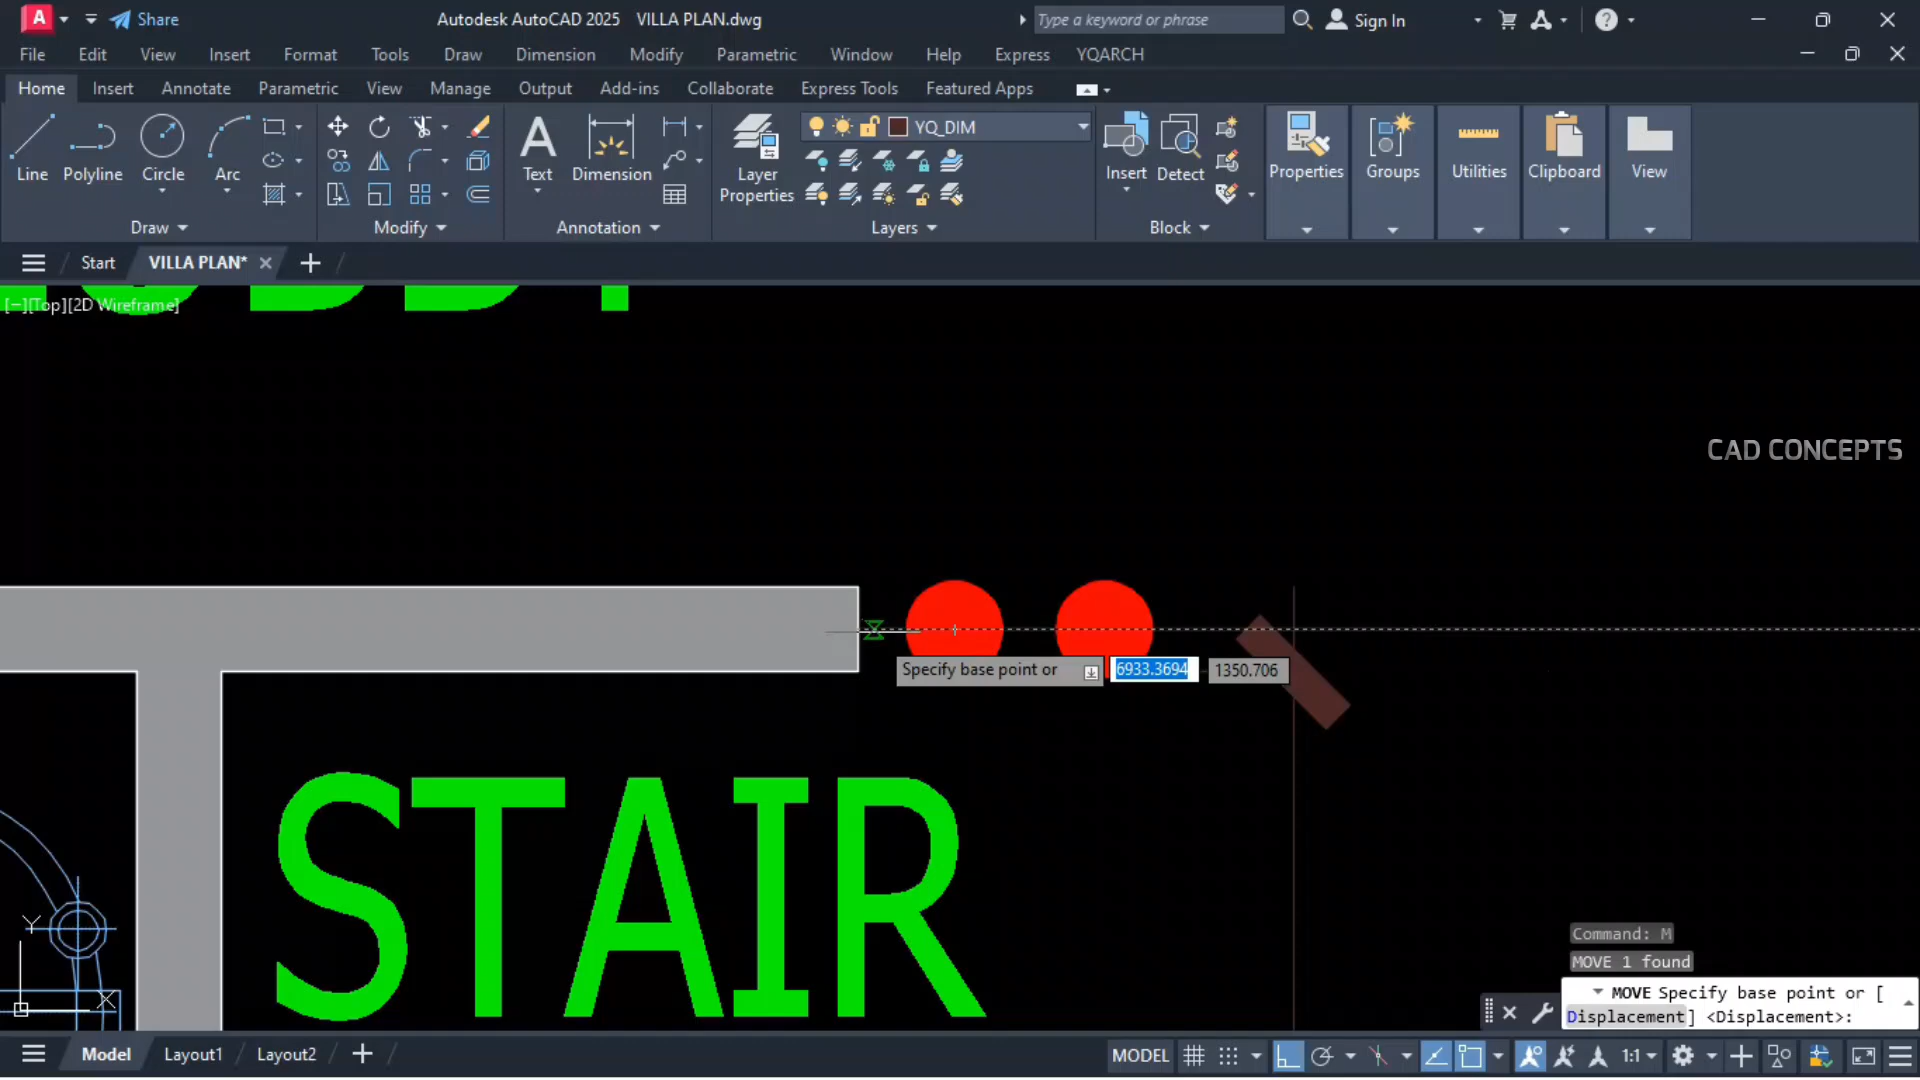 A
Share
Autodesk AutoCAD 2025 VILLA PLAN.dwg
Type a keyword or phrase
Sign In
File Edit View Insert Format Tools Draw Dimension Modify Parametric Window Help Express YQARCH
Home Insert Annotate Parametric View Manage Output Add-ins Collaborate Express Tools Featured Apps
YQ_DIM
Line Polyline Circle Arc Text Dimension Layer Properties Insert Detect Properties Groups Utilities Clipboard View
Draw Modify Annotation Layers Block
Start VILLA PLAN*
[−][Top][2D Wireframe]
CAD CONCEPTS
Specify base point or 6933.3694 1350.706
STAIR
Y
X
Command: M
MOVE 1 found
MOVE Specify base point or [
Displacement] <Displacement>:
Model Layout1 Layout2
MODEL 1:1